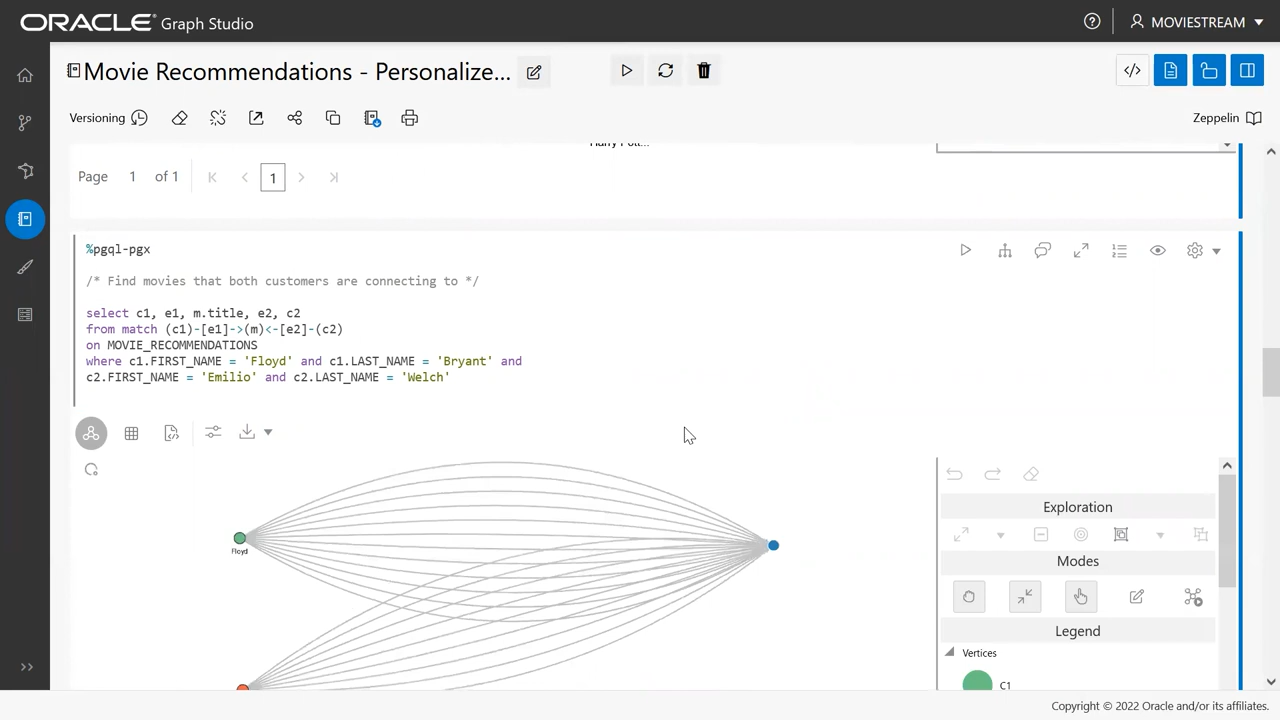 ORACLE® Graph Studio
MOVIESTREAM
Movie Recommendations - Personalize...
Versioning
Zeppelin
Harry Pott...
Page 1 of 1
1
%pgql-pgx
/* Find movies that both customers are connecting to */
select c1, e1, m.title, e2, c2
from match (c1)-[e1]->(m)<-[e2]-(c2)
on MOVIE_RECOMMENDATIONS
where c1.FIRST_NAME = 'Floyd' and c1.LAST_NAME = 'Bryant' and
c2.FIRST_NAME = 'Emilio' and c2.LAST_NAME = 'Welch'
Exploration
Floyd
Modes
Legend
Vertices
C1
Copyright © 2022 Oracle and/or its affiliates.